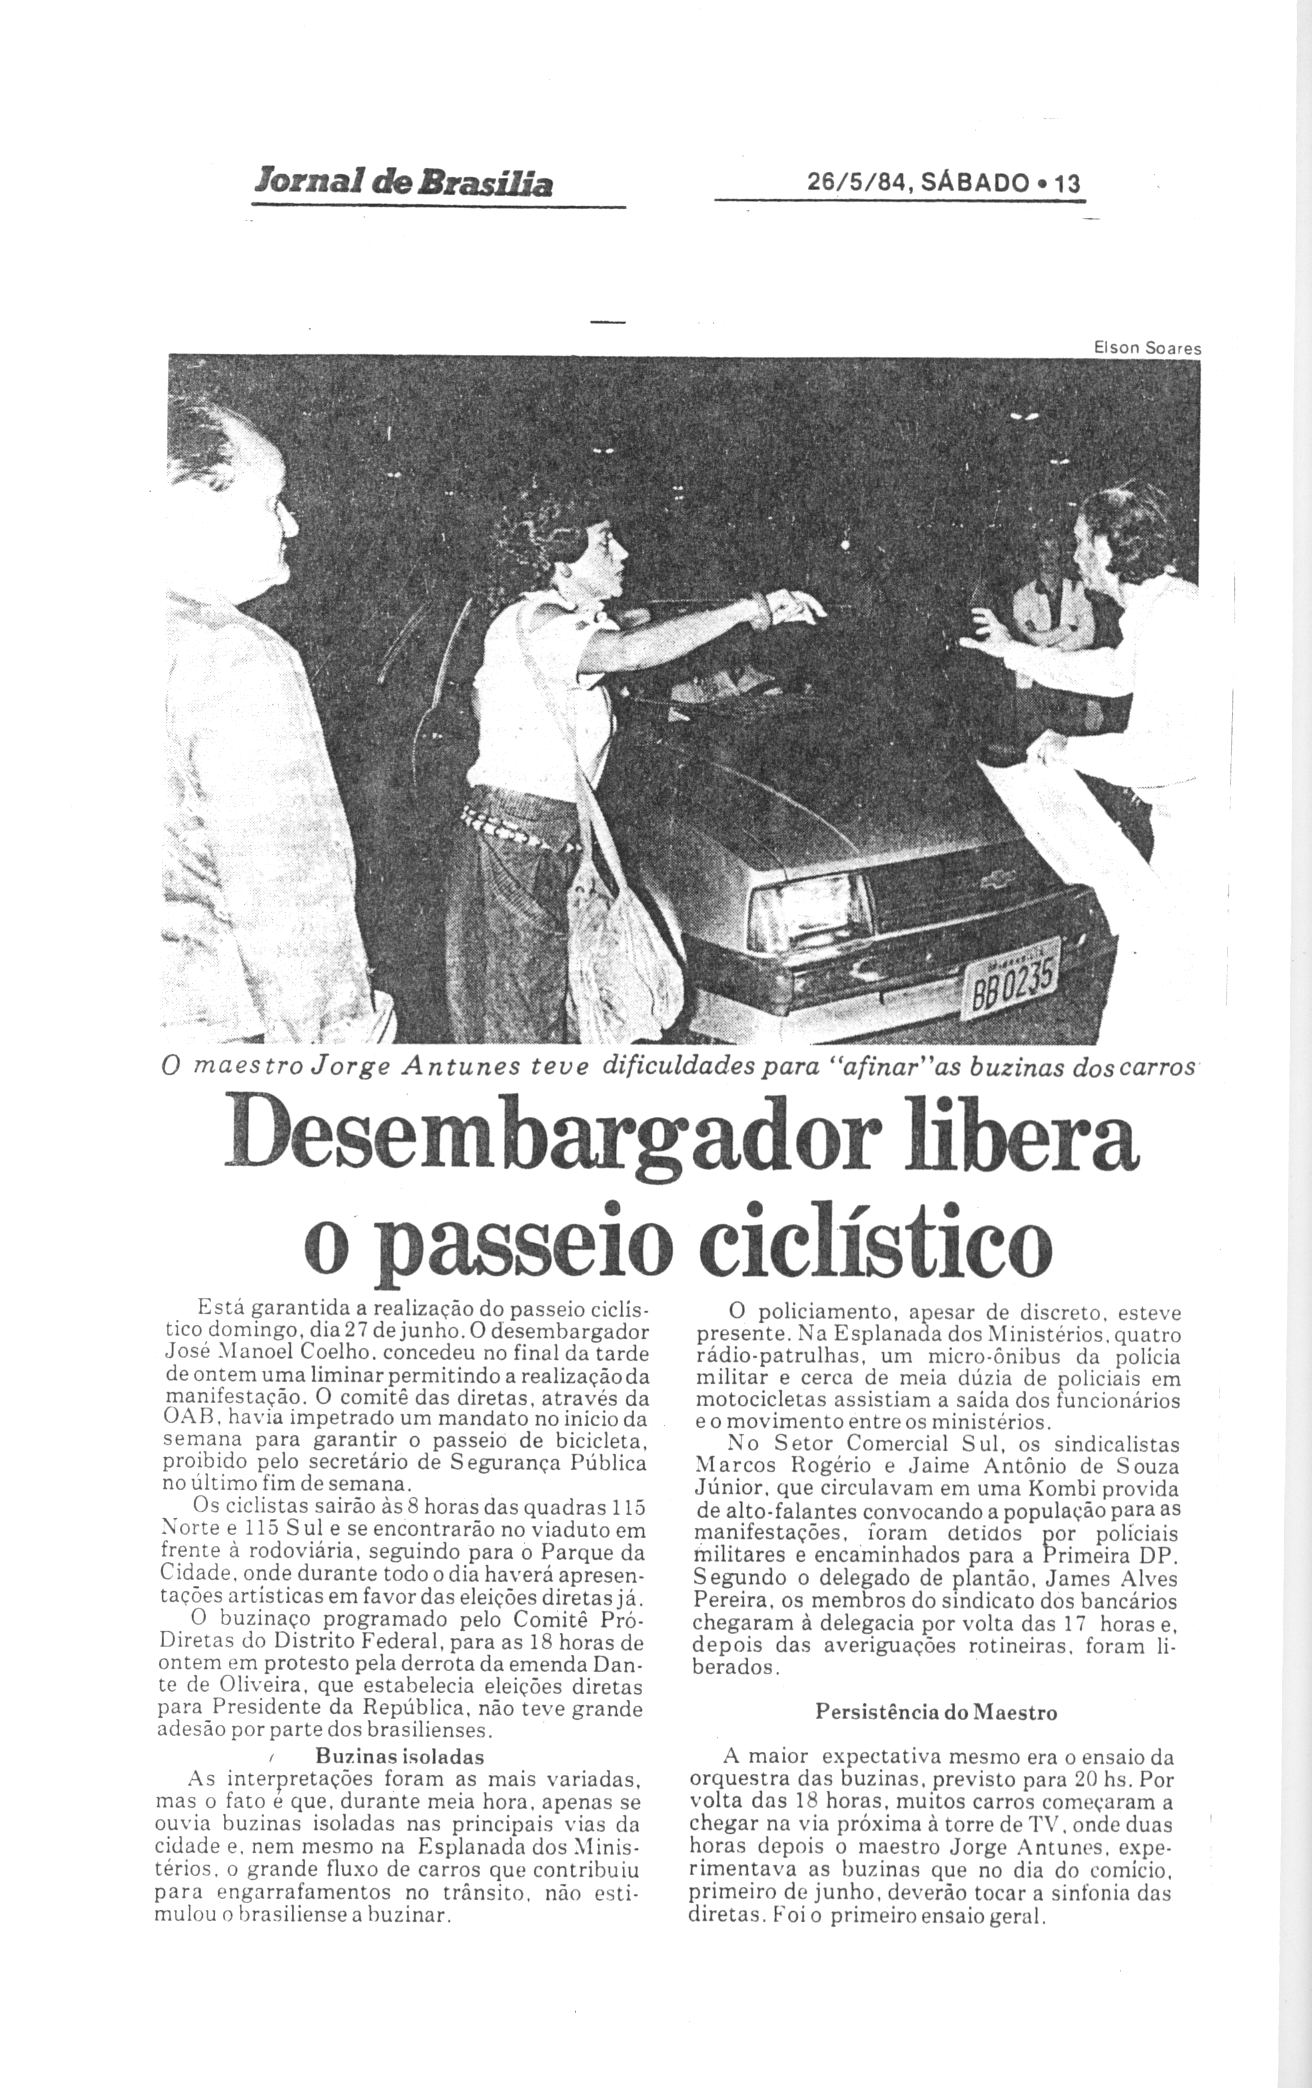 Jornal de Brasília
26/5/84, SÁBADO • 13
Elson Soares
BB0235
O maestro Jorge Antunes teve dificuldades para "afinar" as buzinas dos carros
Desembargador libera
o passeio ciclístico
Está garantida a realização do passeio ciclís-
tico domingo, dia 27 de junho. O desembargador
José Manoel Coelho, concedeu no final da tarde
de ontem uma liminar permitindo a realização da
manifestação. O comitê das diretas, através da
OAB, havia impetrado um mandato no início da
semana para garantir o passeio de bicicleta,
proibido pelo secretário de Segurança Pública
no último fim de semana.
Os ciclistas sairão às 8 horas das quadras 115
Norte e 115 Sul e se encontrarão no viaduto em
frente à rodoviária, seguindo para o Parque da
Cidade, onde durante todo o dia haverá apresen-
tações artísticas em favor das eleições diretas já.
O buzinaço programado pelo Comitê Pró-
Diretas do Distrito Federal, para as 18 horas de
ontem em protesto pela derrota da emenda Dan-
te de Oliveira, que estabelecia eleições diretas
para Presidente da República, não teve grande
adesão por parte dos brasilienses.
Buzinas isoladas
As interpretações foram as mais variadas,
mas o fato é que, durante meia hora, apenas se
ouvia buzinas isoladas nas principais vias da
cidade e, nem mesmo na Esplanada dos Minis-
térios, o grande fluxo de carros que contribuiu
para engarrafamentos no trânsito, não esti-
mulou o brasiliense a buzinar.
O policiamento, apesar de discreto, esteve
presente. Na Esplanada dos Ministérios, quatro
rádio-patrulhas, um micro-ônibus da polícia
militar e cerca de meia dúzia de policiais em
motocicletas assistiam a saída dos funcionários
e o movimento entre os ministérios.
No Setor Comercial Sul, os sindicalistas
Marcos Rogério e Jaime Antônio de Souza
Júnior, que circulavam em uma Kombi provida
de alto-falantes convocando a população para as
manifestações, foram detidos por policiais
militares e encaminhados para a Primeira DP.
Segundo o delegado de plantão, James Alves
Pereira, os membros do sindicato dos bancários
chegaram à delegacia por volta das 17 horas e,
depois das averiguações rotineiras, foram li-
berados.
Persistência do Maestro
A maior expectativa mesmo era o ensaio da
orquestra das buzinas, previsto para 20 hs. Por
volta das 18 horas, muitos carros começaram a
chegar na via próxima à torre de TV, onde duas
horas depois o maestro Jorge Antunes, expe-
rimentava as buzinas que no dia do comício,
primeiro de junho, deverão tocar a sinfonia das
diretas. Foi o primeiro ensaio geral.